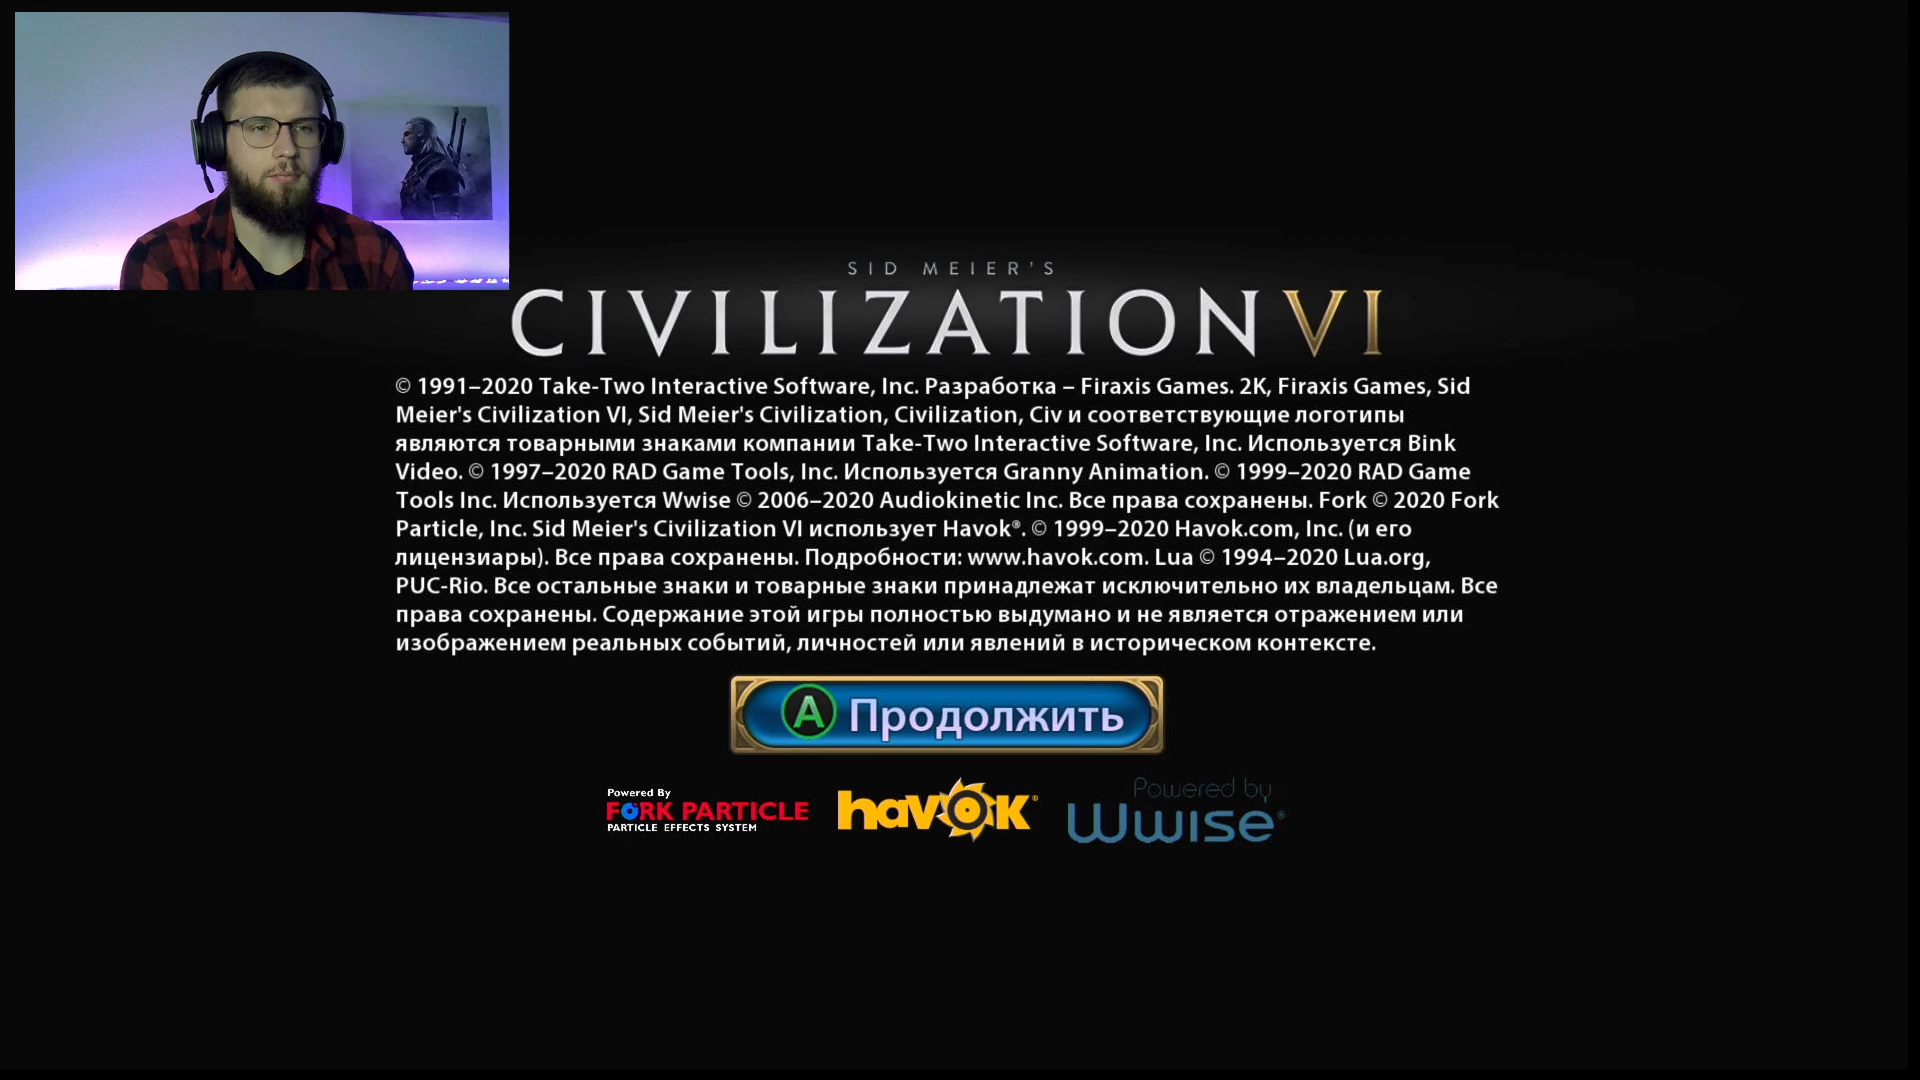 SID MEIER'S
CIVILIZATION VI
© 1991–2020 Take-Two Interactive Software, Inc. Разработка – Firaxis Games. 2K, Firaxis Games, Sid
Meier's Civilization VI, Sid Meier's Civilization, Civilization, Civ и соответствующие логотипы
являются товарными знаками компании Take-Two Interactive Software, Inc. Используется Bink
Video. © 1997–2020 RAD Game Tools, Inc. Используется Granny Animation. © 1999–2020 RAD Game
Tools Inc. Используется Wwise © 2006–2020 Audiokinetic Inc. Все права сохранены. Fork © 2020 Fork
Particle, Inc. Sid Meier's Civilization VI использует Havok®. © 1999–2020 Havok.com, Inc. (и его
лицензиары). Все права сохранены. Подробности: www.havok.com. Lua © 1994–2020 Lua.org,
PUC-Rio. Все остальные знаки и товарные знаки принадлежат исключительно их владельцам. Все
права сохранены. Содержание этой игры полностью выдумано и не является отражением или
изображением реальных событий, личностей или явлений в историческом контексте.
A Продолжить
Powered By
FORK PARTICLE
PARTICLE EFFECTS SYSTEM
havok®
Powered by
Wwise®